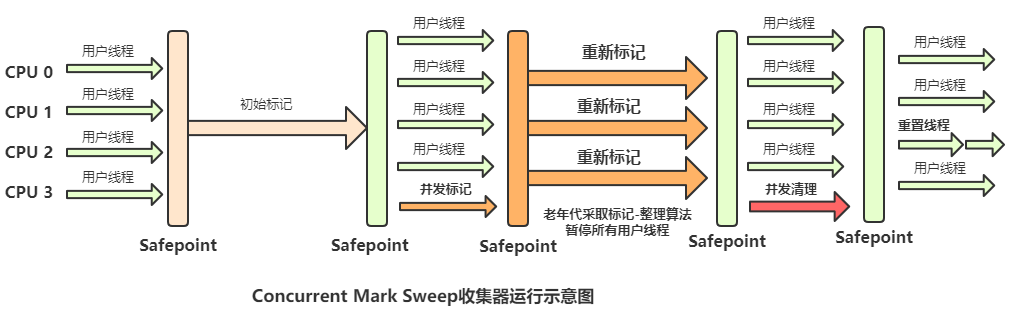 用户线程
CPU 0
用户线程
CPU 1
用户线程
CPU 2
用户线程
CPU 3
Safepoint
初始标记
Safepoint
用户线程
用户线程
用户线程
用户线程
并发标记
Safepoint
重新标记
重新标记
重新标记
老年代采取标记-整理算法
暂停所有用户线程
Safepoint
用户线程
用户线程
用户线程
用户线程
并发清理
Safepoint
用户线程
用户线程
重置线程
用户线程
Concurrent Mark Sweep收集器运行示意图